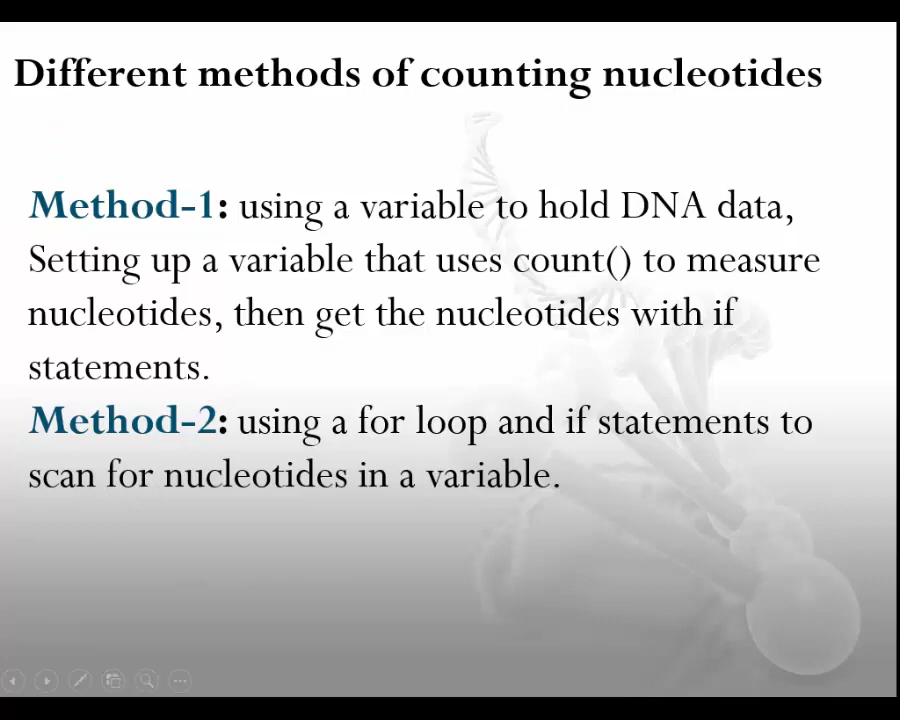 Different methods of counting nucleotides
Method-1: using a variable to hold DNA data,
Setting up a variable that uses count() to measure
nucleotides, then get the nucleotides with if
statements.
Method-2: using a for loop and if statements to
scan for nucleotides in a variable.